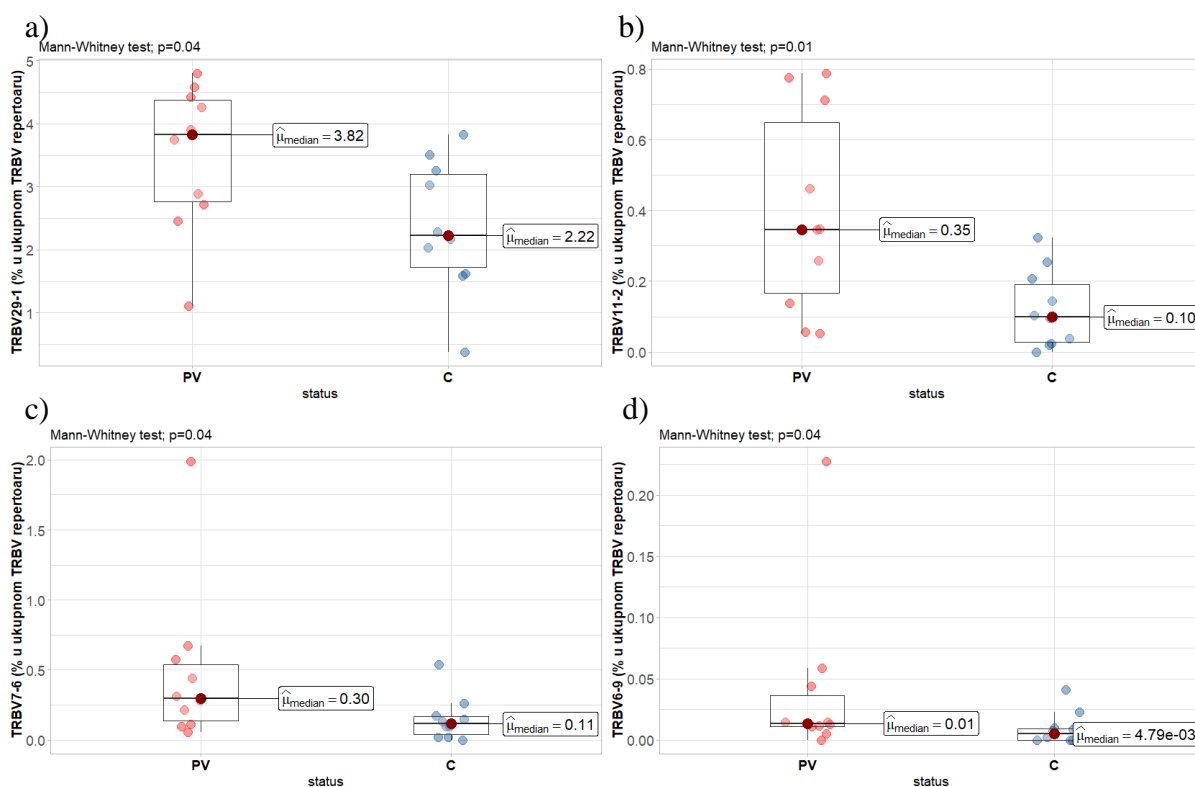 a)
Mann-Whitney test; p=0.04
TRBV29-1 (% u ukupnom TRBV repertoaru)
5
4
3
2
1
μ̂median = 3.82
μ̂median = 2.22
PV
C
status
b)
Mann-Whitney test; p=0.01
TRBV11-2 (% u ukupnom TRBV repertoaru)
0.8
0.6
0.4
0.2
0.0
μ̂median = 0.35
μ̂median = 0.10
PV
C
status
c)
Mann-Whitney test; p=0.04
TRBV7-6 (% u ukupnom TRBV repertoaru)
2.0
1.5
1.0
0.5
0.0
μ̂median = 0.30
μ̂median = 0.11
PV
C
status
d)
Mann-Whitney test; p=0.04
TRBV6-9 (% u ukupnom TRBV repertoaru)
0.20
0.15
0.10
0.05
0.00
μ̂median = 0.01
μ̂median = 4.79e-03
PV
C
status